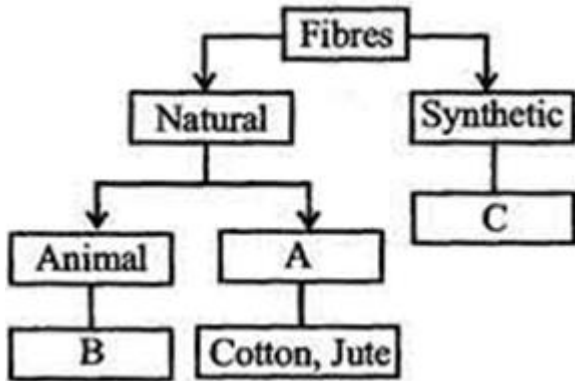 Fibres
Natural
Synthetic
C
Animal
A
B
Cotton, Jute